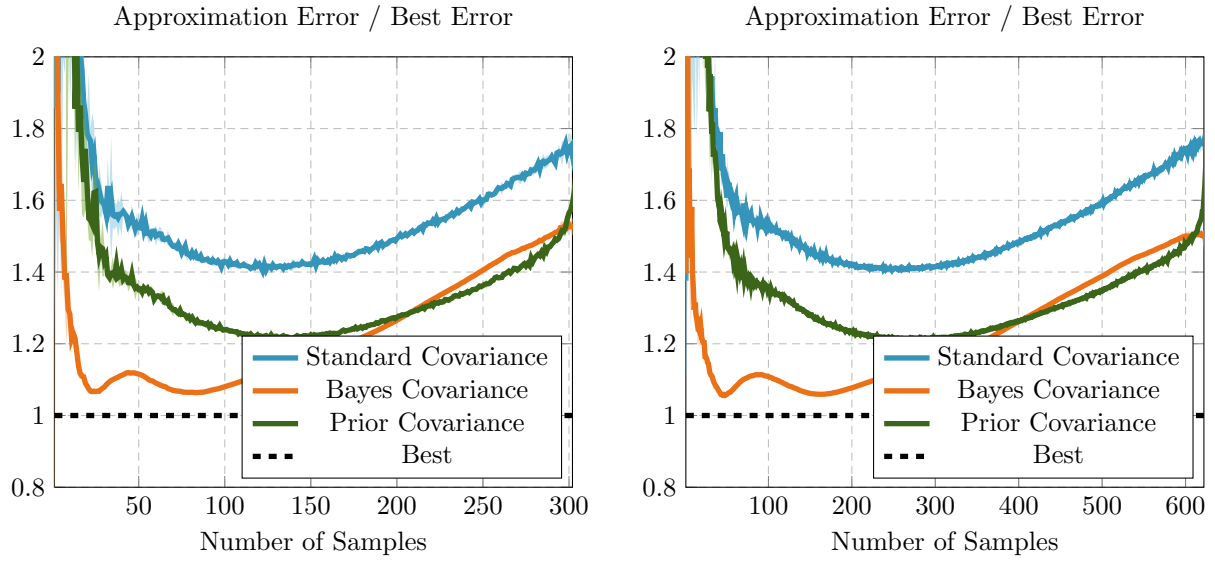 Approximation Error / Best Error
2
1.8
1.6
1.4
1.2
1
0.8
50
100
150
200
250
300
Number of Samples
Standard Covariance
Bayes Covariance
Prior Covariance
Best
Approximation Error / Best Error
2
1.8
1.6
1.4
1.2
1
0.8
100
200
300
400
500
600
Number of Samples
Standard Covariance
Bayes Covariance
Prior Covariance
Best